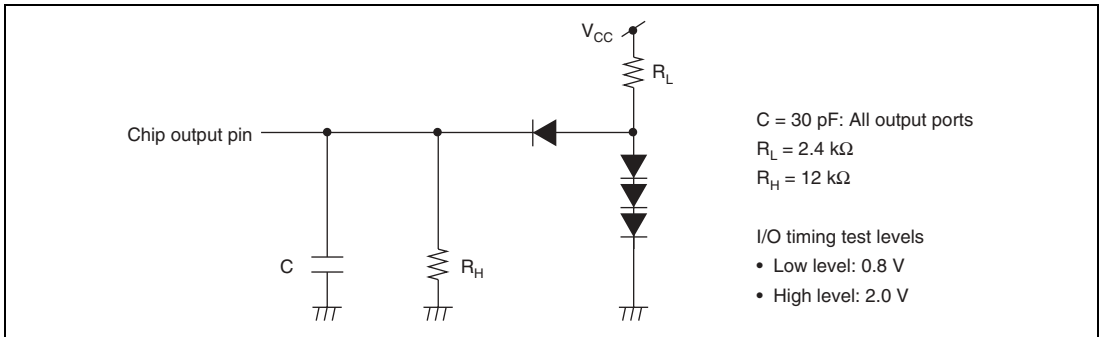 V_CC
R_L
Chip output pin
C
R_H
C = 30 pF: All output ports
R_L = 2.4 kΩ
R_H = 12 kΩ
I/O timing test levels
• Low level: 0.8 V
• High level: 2.0 V